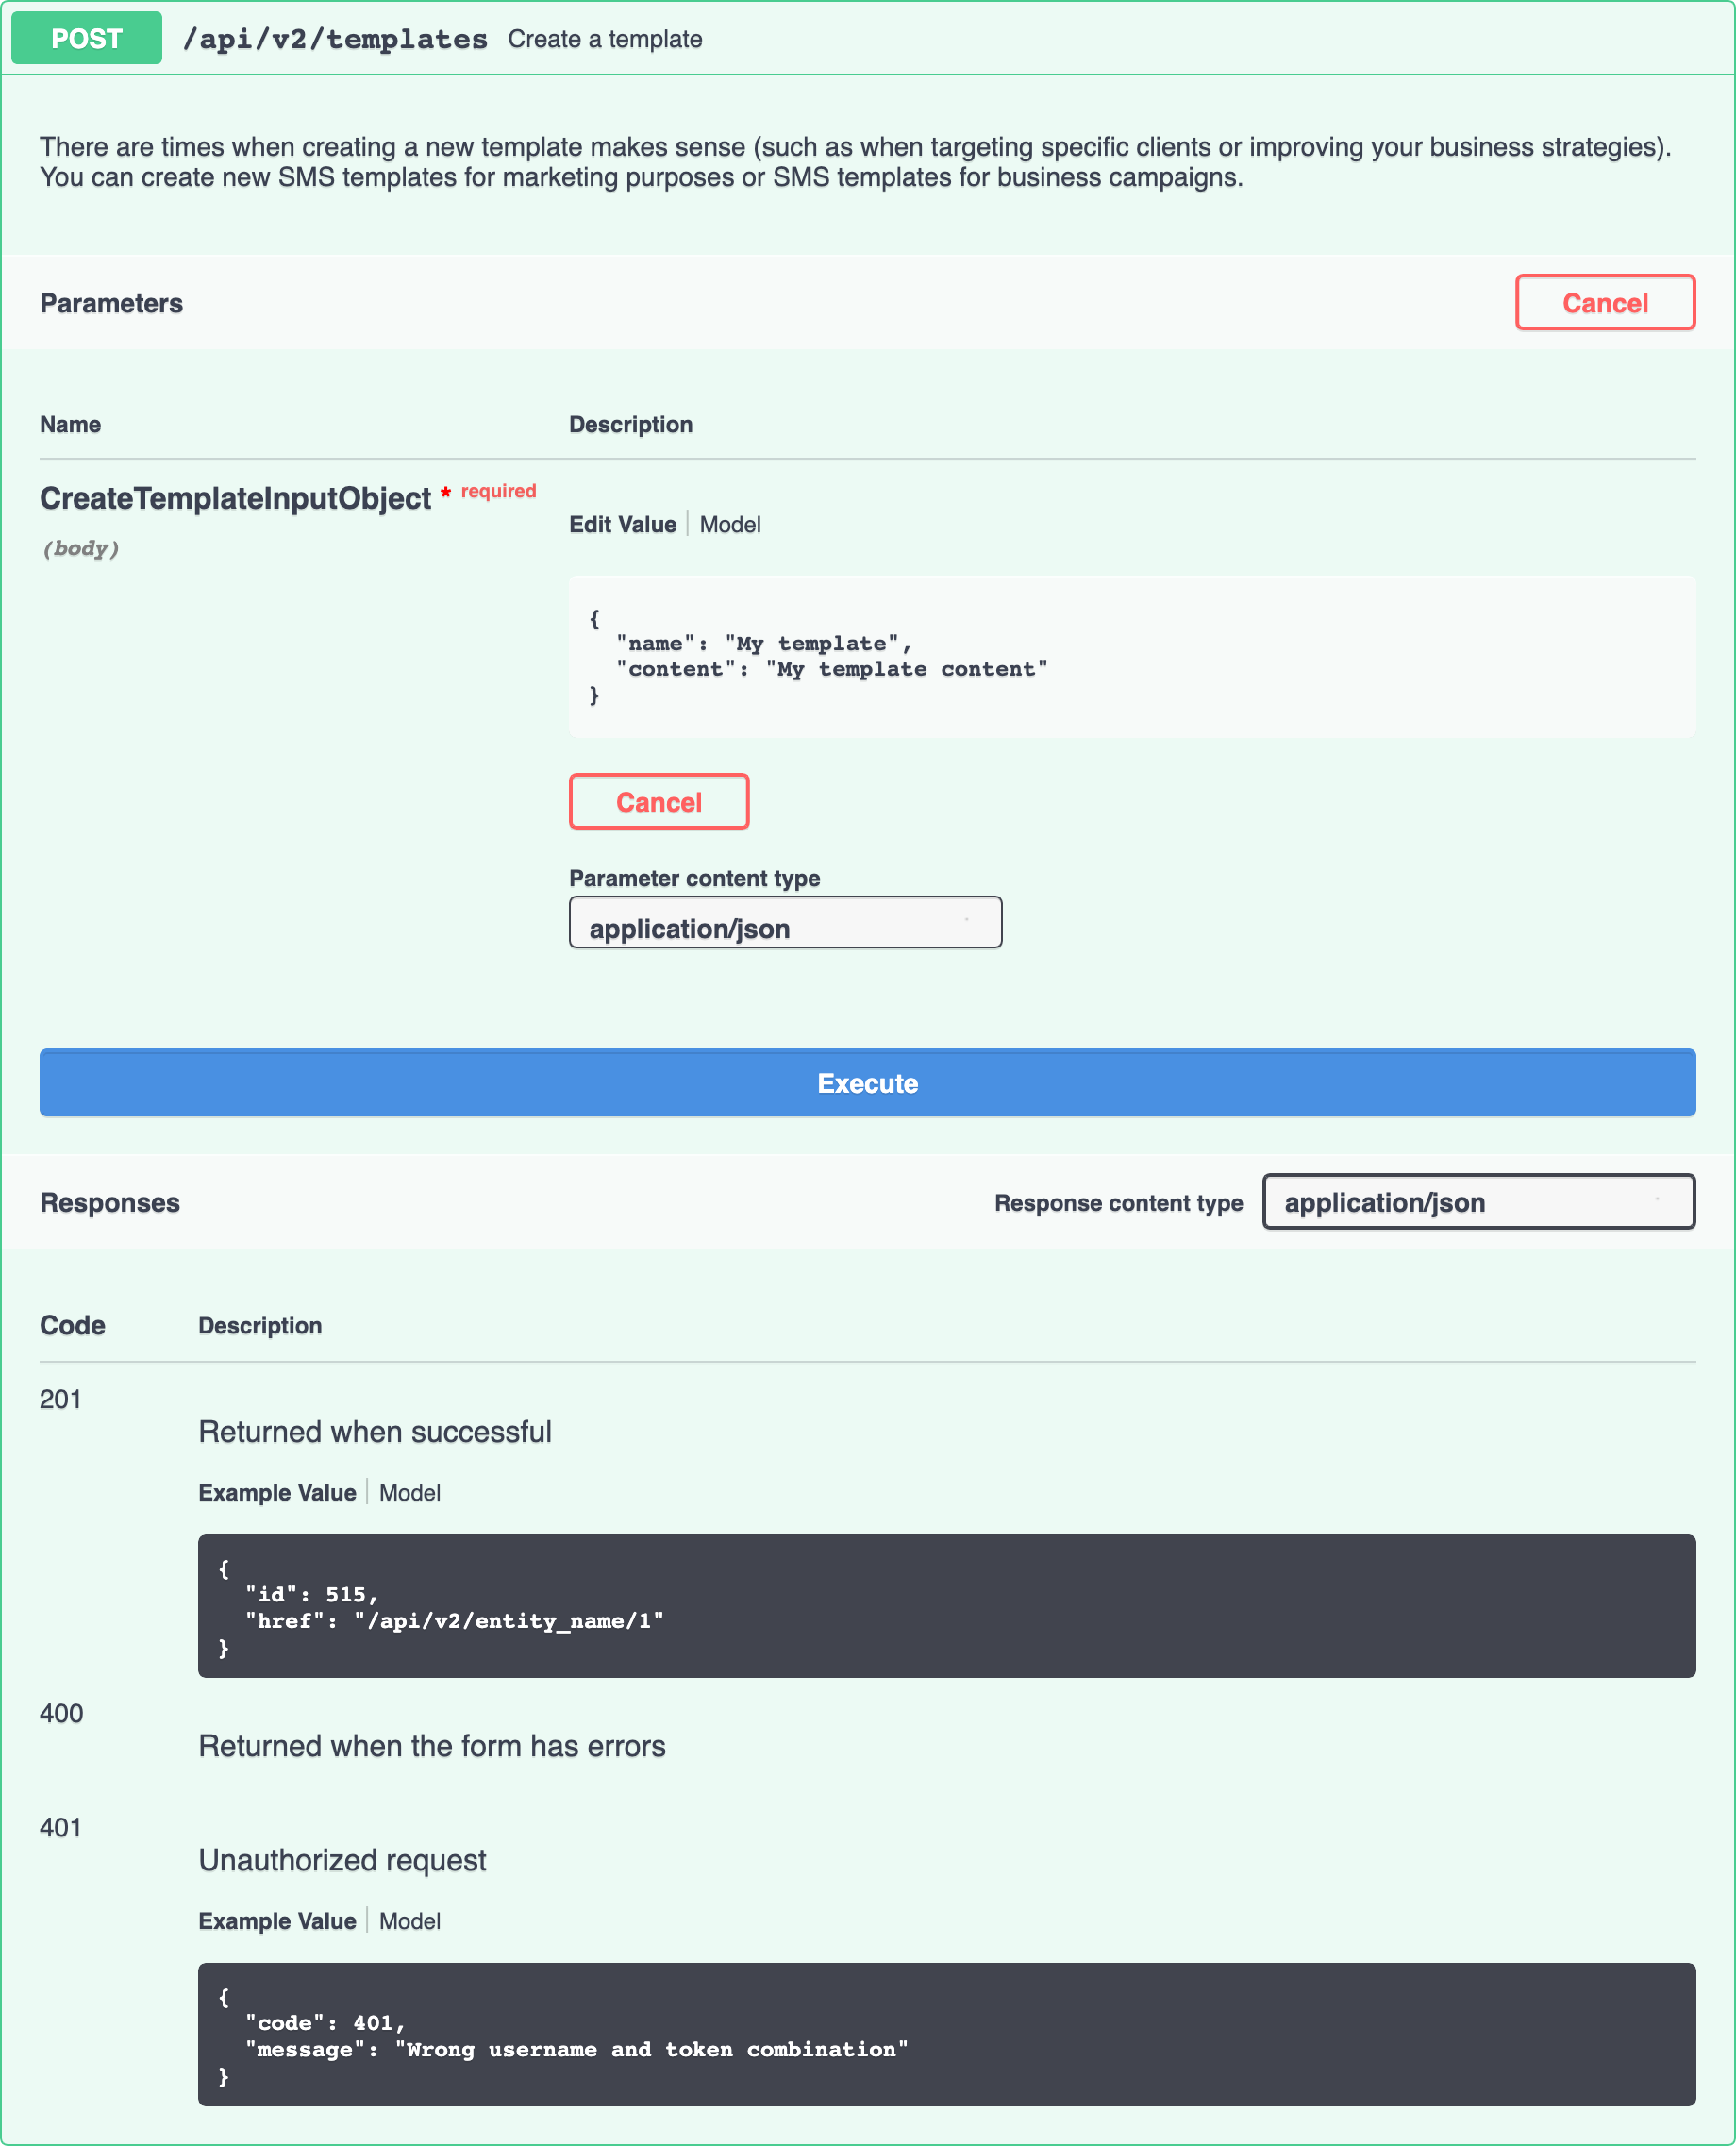 POST /api/v2/templates Create a template
There are times when creating a new template makes sense (such as when targeting specific clients or improving your business strategies).
You can create new SMS templates for marketing purposes or SMS templates for business campaigns.
Parameters Cancel
Name Description
CreateTemplateInputObject * required
(body)
Edit Value Model
{
  "name": "My template",
  "content": "My template content"
}
Cancel
Parameter content type
application/json
Execute
Responses Response content type application/json
Code Description
201
Returned when successful
Example Value Model
{
  "id": 515,
  "href": "/api/v2/entity_name/1"
}
400
Returned when the form has errors
401
Unauthorized request
Example Value Model
{
  "code": 401,
  "message": "Wrong username and token combination"
}